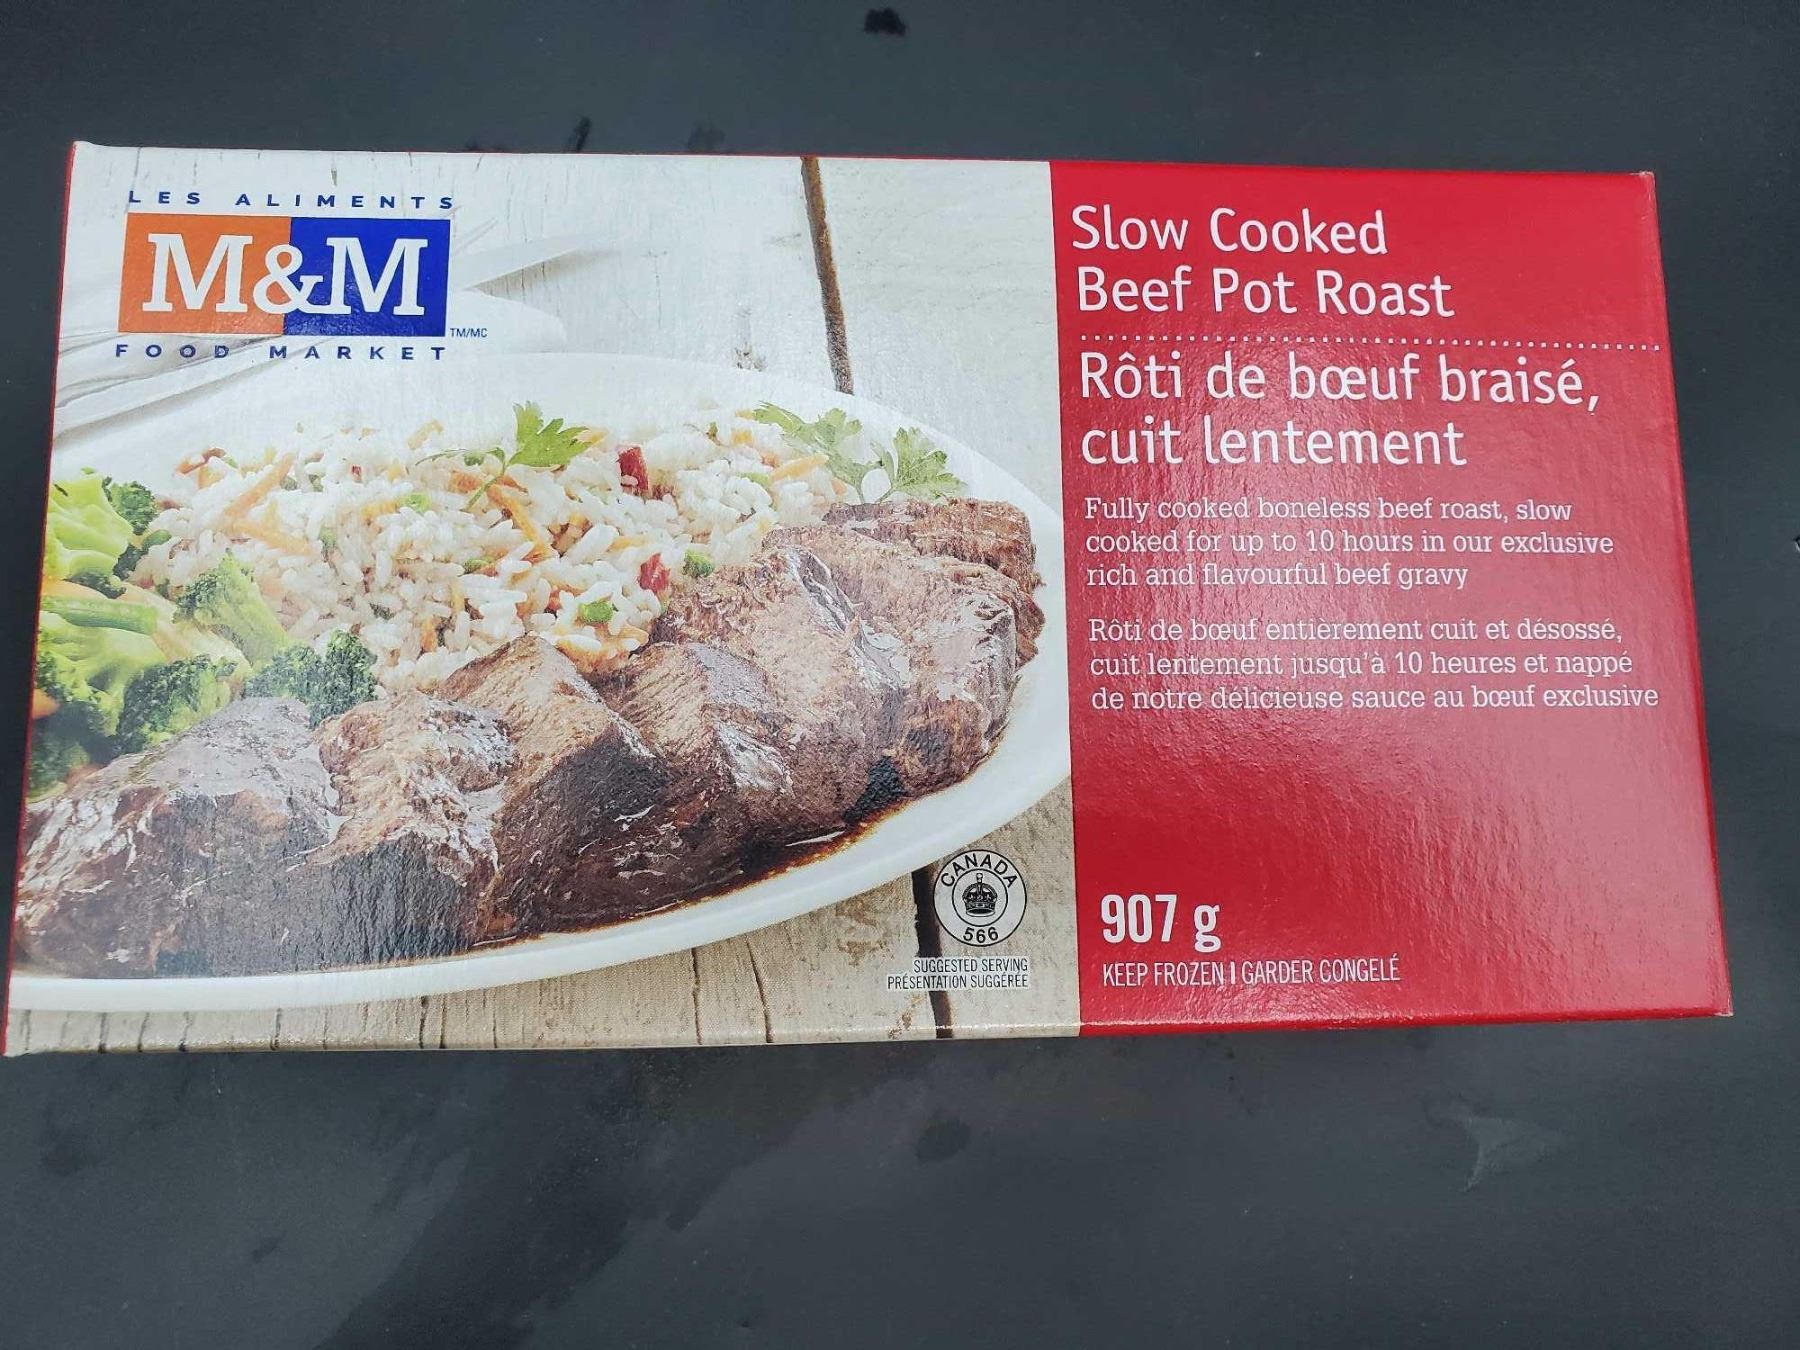 LES ALIMENTS
M&M
TM/MC
FOOD MARKET
Slow Cooked
Beef Pot Roast
Rôti de bœuf braisé,
cuit lentement
Fully cooked boneless beef roast, slow
cooked for up to 10 hours in our exclusive
rich and flavourful beef gravy
Rôti de bœuf entièrement cuit et désossé,
cuit lentement jusqu'à 10 heures et nappé
de notre délicieuse sauce au bœuf exclusive
CANADA
566
SUGGESTED SERVING
PRÉSENTATION SUGGÉRÉE
907 g
KEEP FROZEN | GARDER CONGELÉ